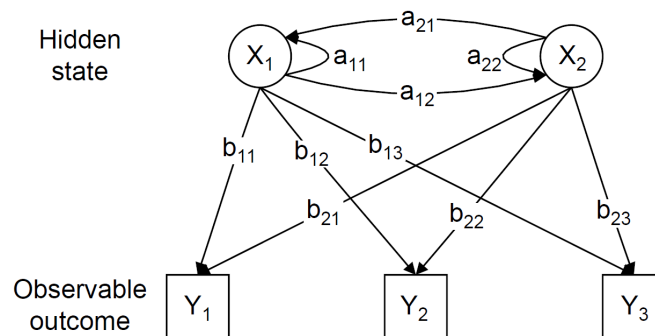 Hidden
state
X₁
X₂
a₂₁
a₁₁
a₂₂
a₁₂
b₁₁
b₁₂
b₁₃
b₂₁
b₂₂
b₂₃
Observable
outcome
Y₁
Y₂
Y₃